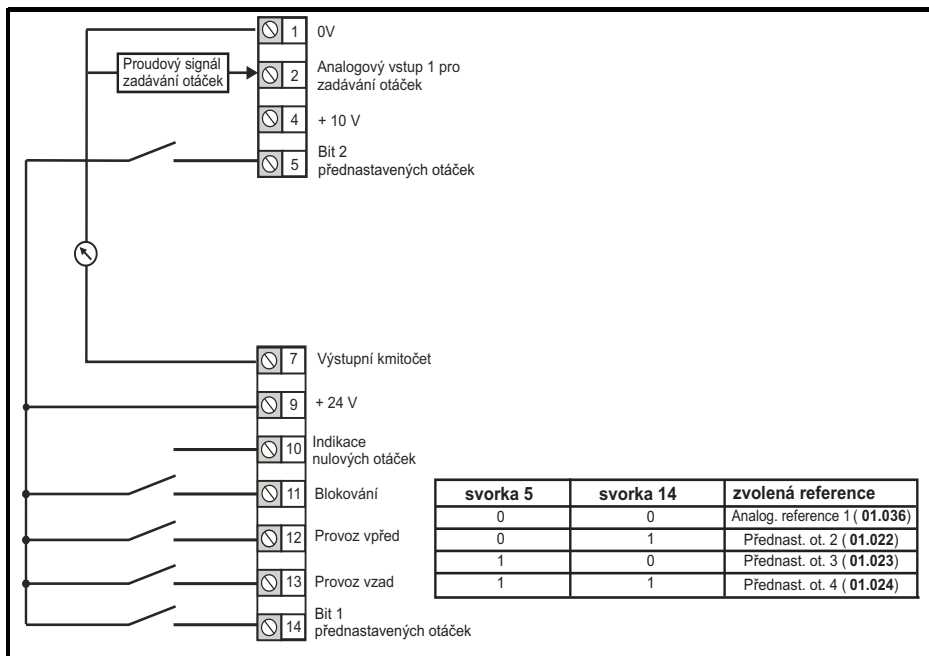 1 0V
Proudový signál
zadávání otáček
2 Analogový vstup 1 pro
zadávání otáček
4 + 10 V
5 Bit 2
přednastavených otáček
7 Výstupní kmitočet
9 + 24 V
10 Indikace
nulových otáček
11 Blokování
12 Provoz vpřed
13 Provoz vzad
14 Bit 1
přednastavených otáček
svorka 5 svorka 14 zvolená reference
0 0 Analog. reference 1 ( 01.036)
0 1 Přednast. ot. 2 ( 01.022)
1 0 Přednast. ot. 3 ( 01.023)
1 1 Přednast. ot. 4 ( 01.024)